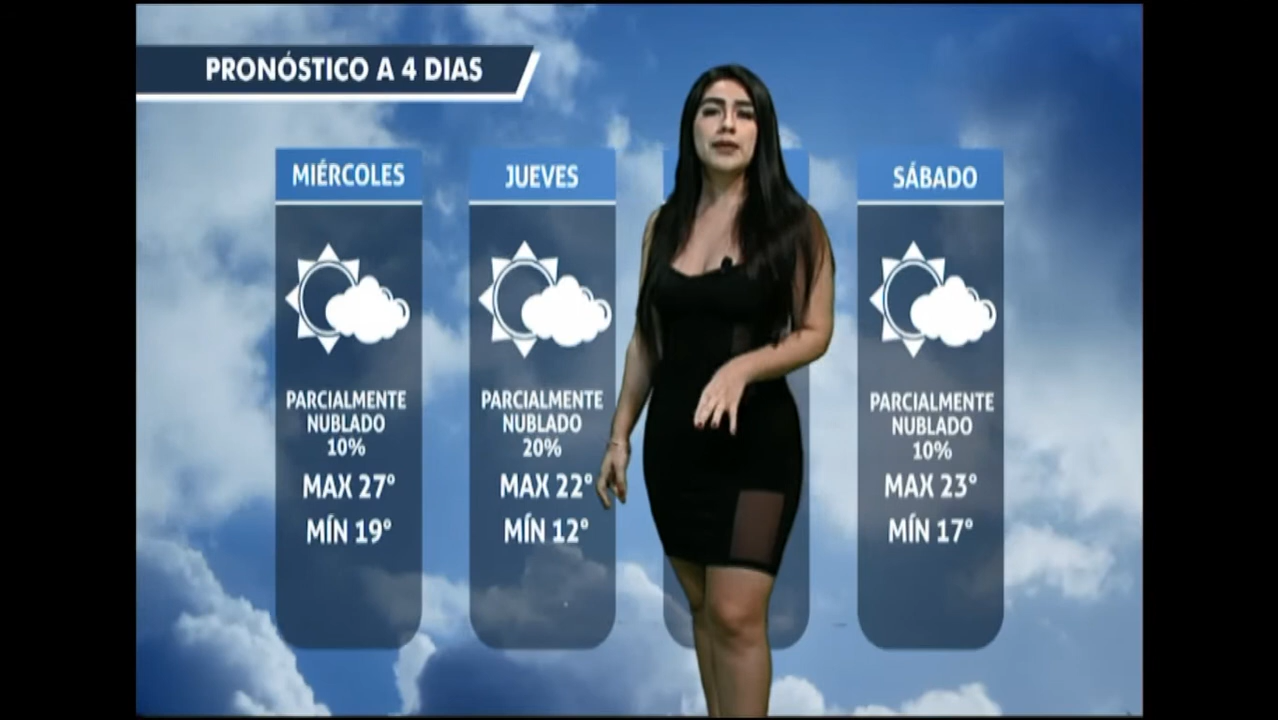 PRONÓSTICO A 4 DIAS
MIÉRCOLES
PARCIALMENTE
NUBLADO
10%
MAX 27°
MÍN 19°
JUEVES
PARCIALMENTE
NUBLADO
20%
MAX 22°
MÍN 12°
SÁBADO
PARCIALMENTE
NUBLADO
10%
MAX 23°
MÍN 17°